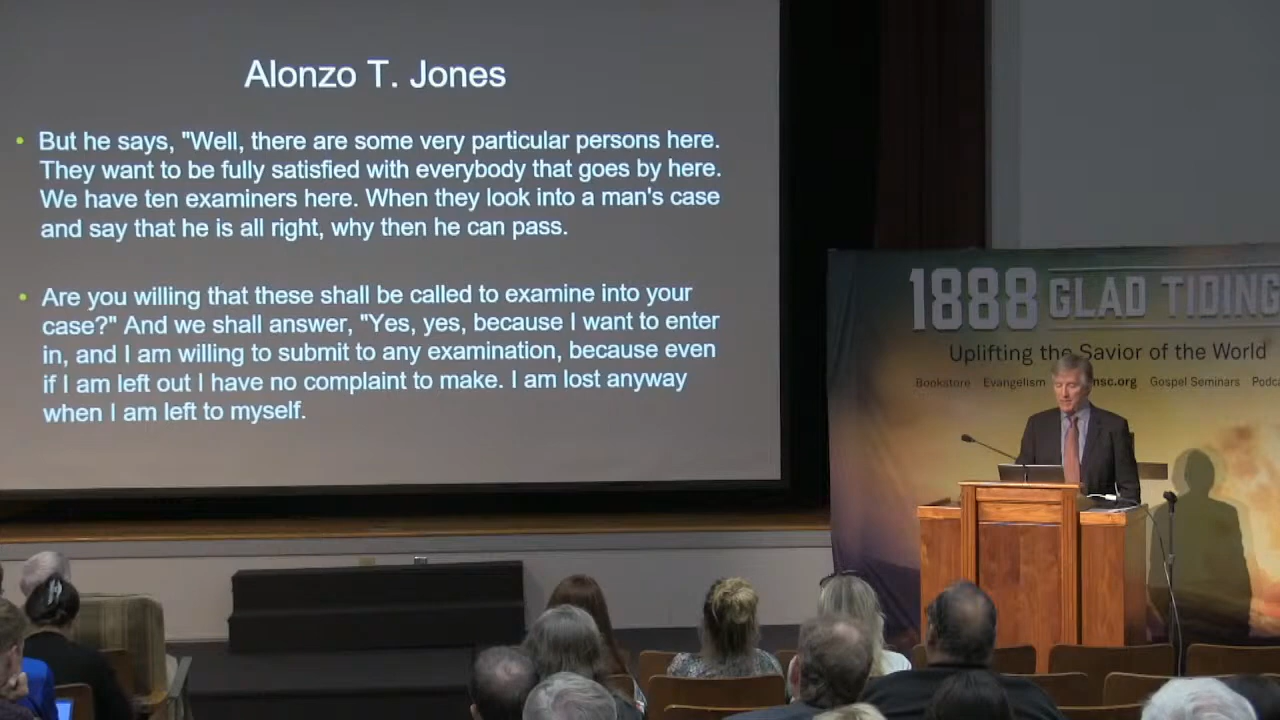 Alonzo T. Jones
• But he says, "Well, there are some very particular persons here.
They want to be fully satisfied with everybody that goes by here.
We have ten examiners here. When they look into a man's case
and say that he is all right, why then he can pass.
• Are you willing that these shall be called to examine into your
case?" And we shall answer, "Yes, yes, because I want to enter
in, and I am willing to submit to any examination, because even
if I am left out I have no complaint to make. I am lost anyway
when I am left to myself.
1888 GLAD TIDING
Uplifting the Savior of the World
Bookstore Evangelism msc.org Gospel Seminars Podca